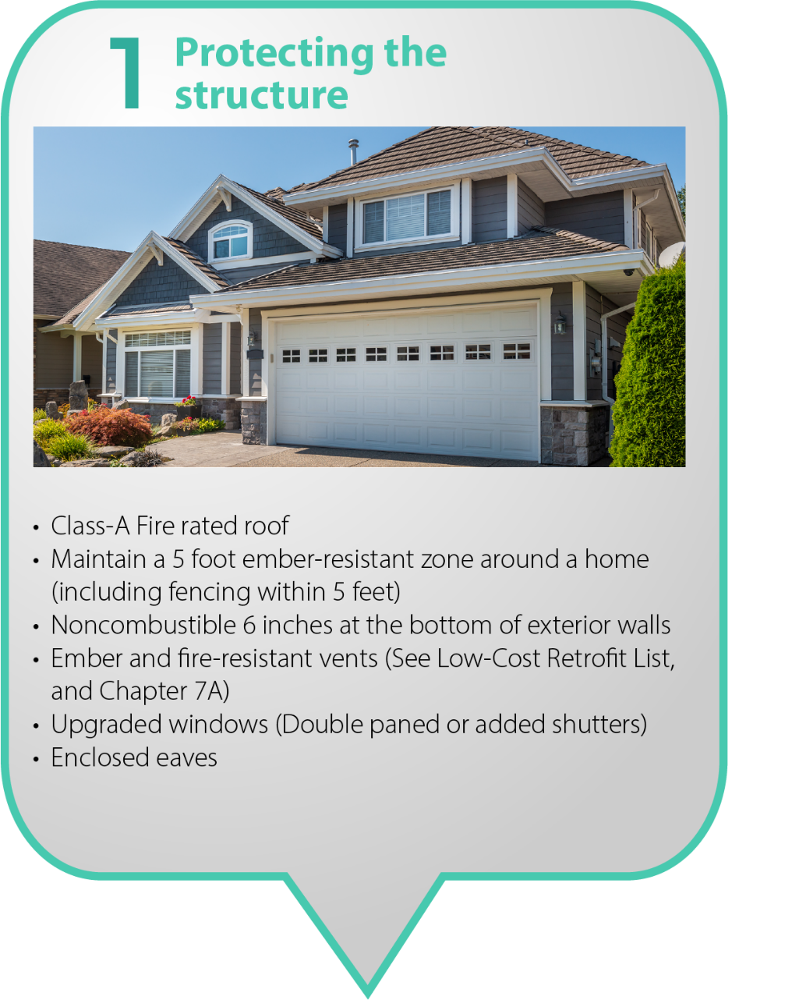 1 Protecting the
structure
• Class-A Fire rated roof
• Maintain a 5 foot ember-resistant zone around a home
(including fencing within 5 feet)
• Noncombustible 6 inches at the bottom of exterior walls
• Ember and fire-resistant vents (See Low-Cost Retrofit List,
and Chapter 7A)
• Upgraded windows (Double paned or added shutters)
• Enclosed eaves